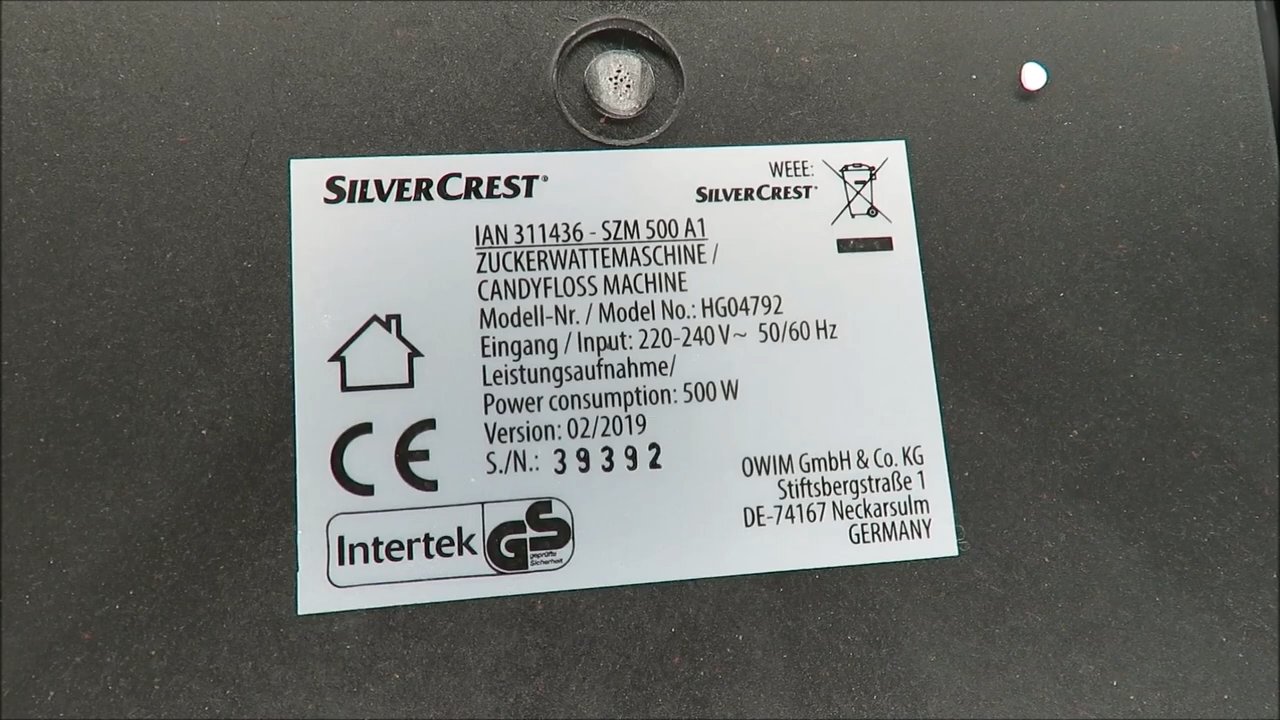 SILVERCREST®
WEEE:
SILVERCREST®
IAN 311436 - SZM 500 A1
ZUCKERWATTEMASCHINE /
CANDYFLOSS MACHINE
Modell-Nr. / Model No.: HG04792
Eingang / Input: 220-240 V~ 50/60 Hz
Leistungsaufnahme/
Power consumption: 500 W
Version: 02/2019
S./N.: 39392
CE
Intertek
GS
geprüfte
Sicherheit
OWIM GmbH & Co. KG
Stiftsbergstraße 1
DE-74167 Neckarsulm
GERMANY